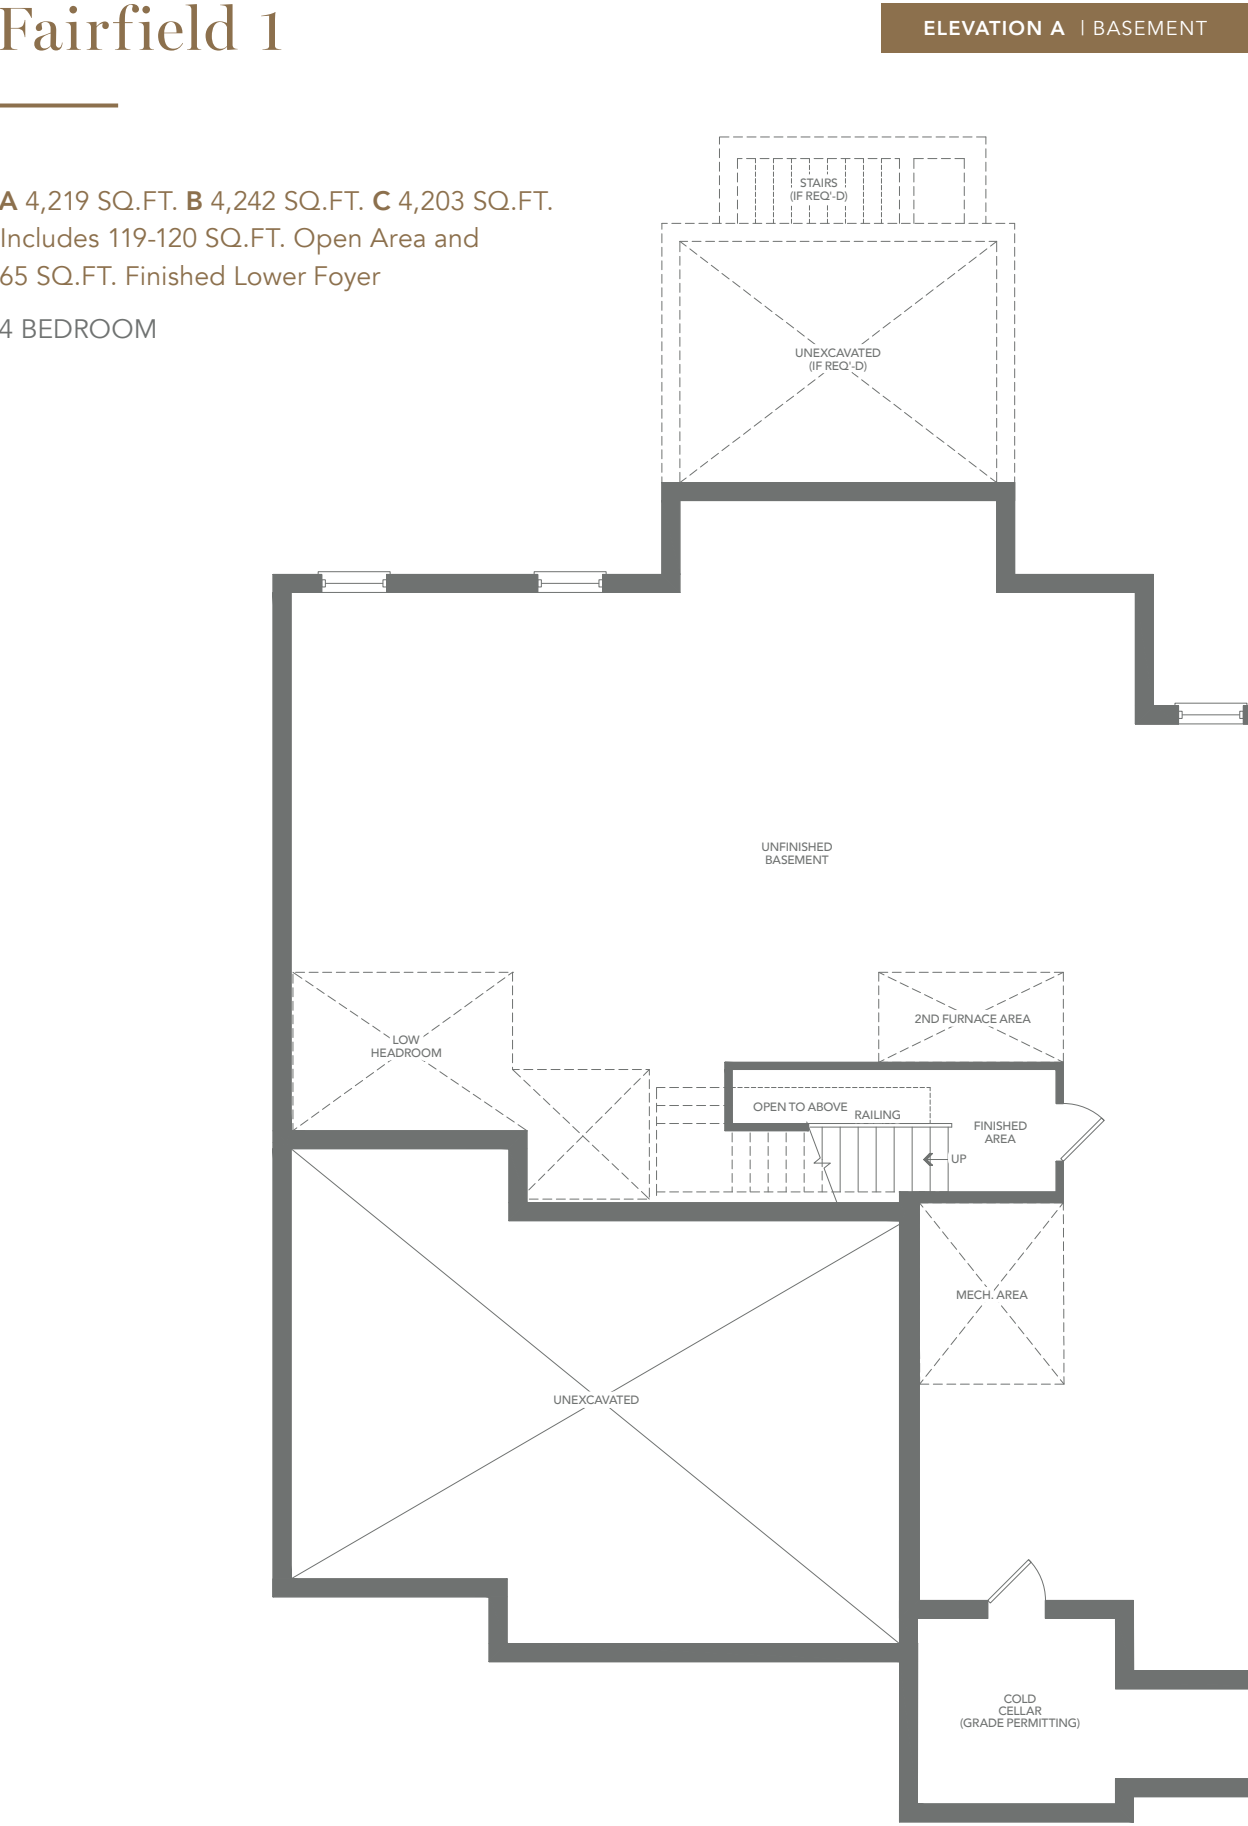 Fairfield 1
ELEVATION A | BASEMENT
A 4,219 SQ.FT. B 4,242 SQ.FT. C 4,203 SQ.FT.
Includes 119-120 SQ.FT. Open Area and
65 SQ.FT. Finished Lower Foyer
4 BEDROOM
STAIRS
(IF REQ'-D)
UNEXCAVATED
(IF REQ'-D)
UNFINISHED
BASEMENT
2ND FURNACE AREA
LOW
HEADROOM
OPEN TO ABOVE
RAILING
FINISHED
AREA
UP
MECH. AREA
UNEXCAVATED
COLD
CELLAR
(GRADE PERMITTING)